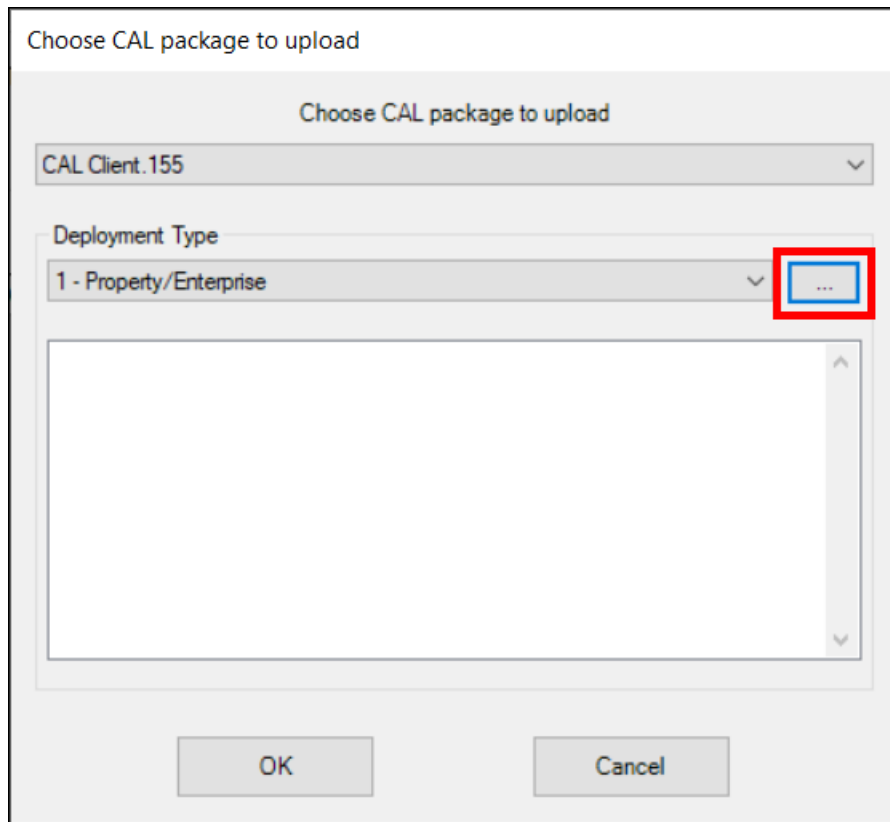 Choose CAL package to upload
Choose CAL package to upload
CAL Client.155
Deployment Type
1 - Property/Enterprise
...
OK
Cancel